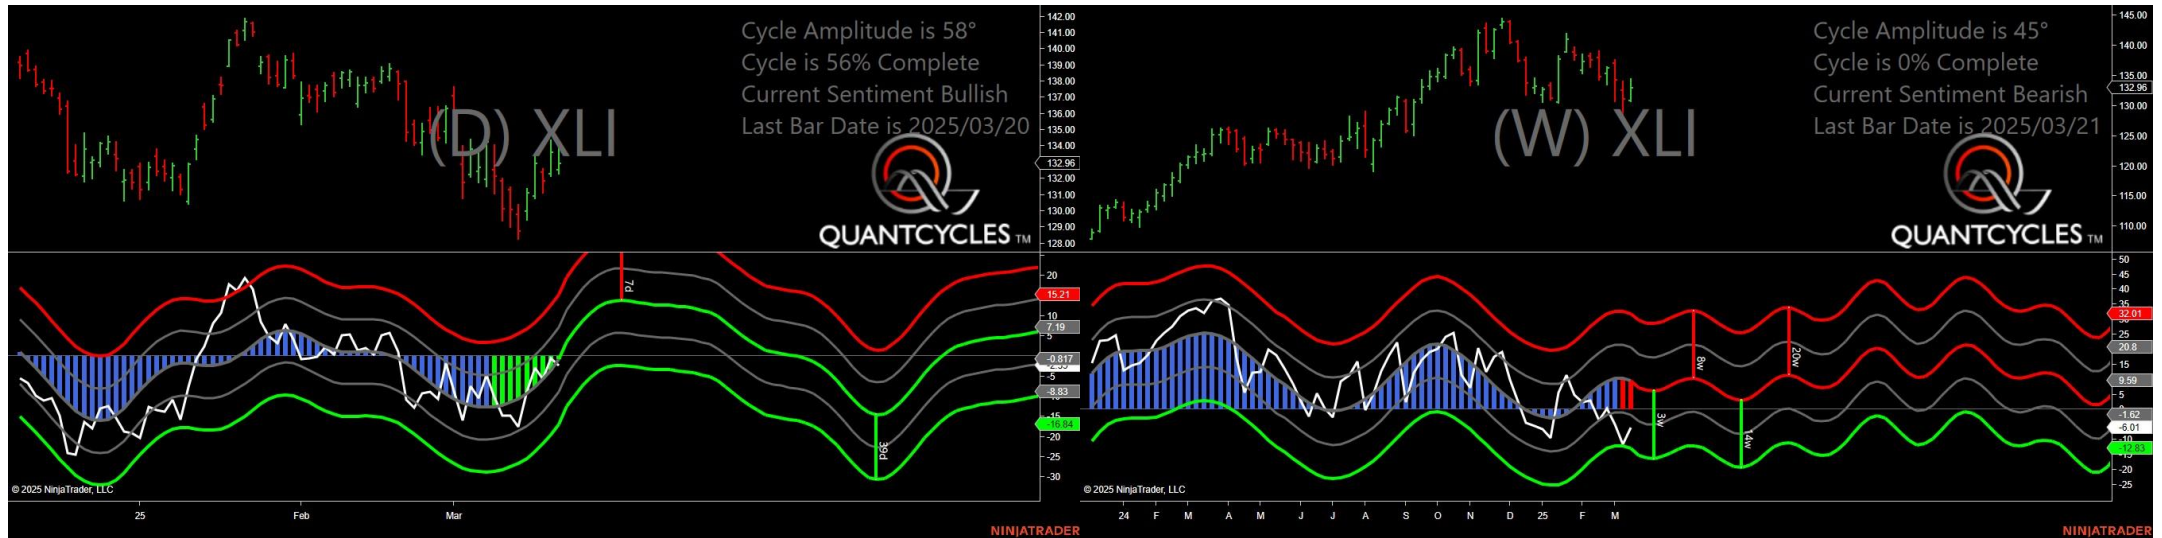 Cycle Amplitude is 58°
Cycle is 56% Complete
Current Sentiment Bullish
Last Bar Date is 2025/03/20
(D) XLI
QUANTCYCLES TM
142.00
141.00
140.00
139.00
138.00
137.00
136.00
135.00
134.00
132.96
132.00
131.00
130.00
129.00
128.00
7d
39d
20
15.21
10
7.19
5
-0.817
-5
-8.83
-15
-16.84
-20
-25
-30
© 2025 NinjaTrader, LLC
25 Feb Mar
NINJATRADER
Cycle Amplitude is 45°
Cycle is 0% Complete
Current Sentiment Bearish
Last Bar Date is 2025/03/21
(W) XLI
QUANTCYCLES TM
145.00
140.00
135.00
132.96
130.00
125.00
120.00
115.00
110.00
3w
8w
14w
20w
50
45
40
35
32.01
25
20.8
15
9.59
5
-1.62
-6.01
-10
-12.83
-20
-25
© 2025 NinjaTrader, LLC
24 F M A M J J A S O N D 25 F M
NINJATRADER